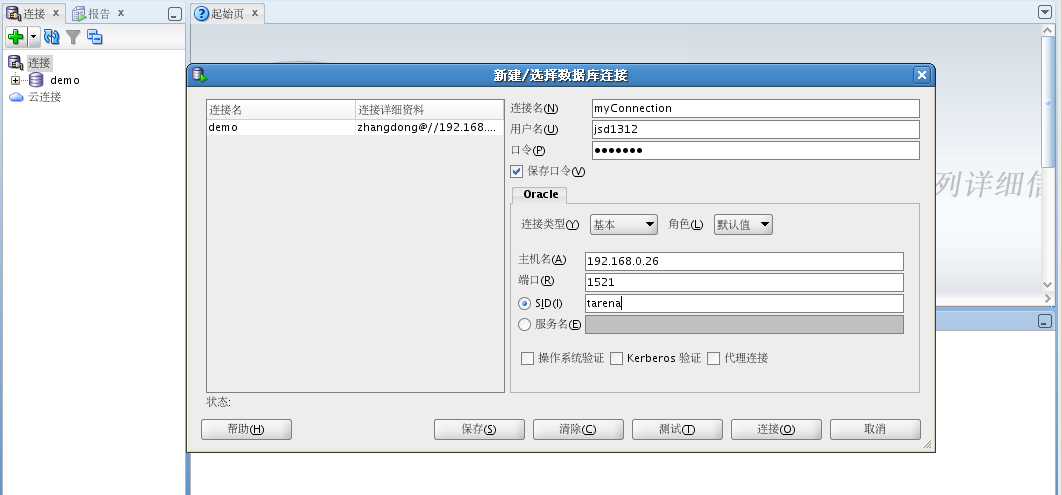 连接 x 报告 x
起始页 x
连接
demo
云连接
列详细信
新建/选择数据库连接
连接名 连接详细资料
demo zhangdong@//192.168....
连接名(N) myConnection
用户名(U) jsd1312
口令(P) •••••••
保存口令(V)
Oracle
连接类型(Y) 基本 角色(L) 默认值
主机名(A) 192.168.0.26
端口(R) 1521
SID(I) tarena
服务名(E)
操作系统验证 Kerberos 验证 代理连接
状态:
帮助(H) 保存(S) 清除(C) 测试(T) 连接(O) 取消